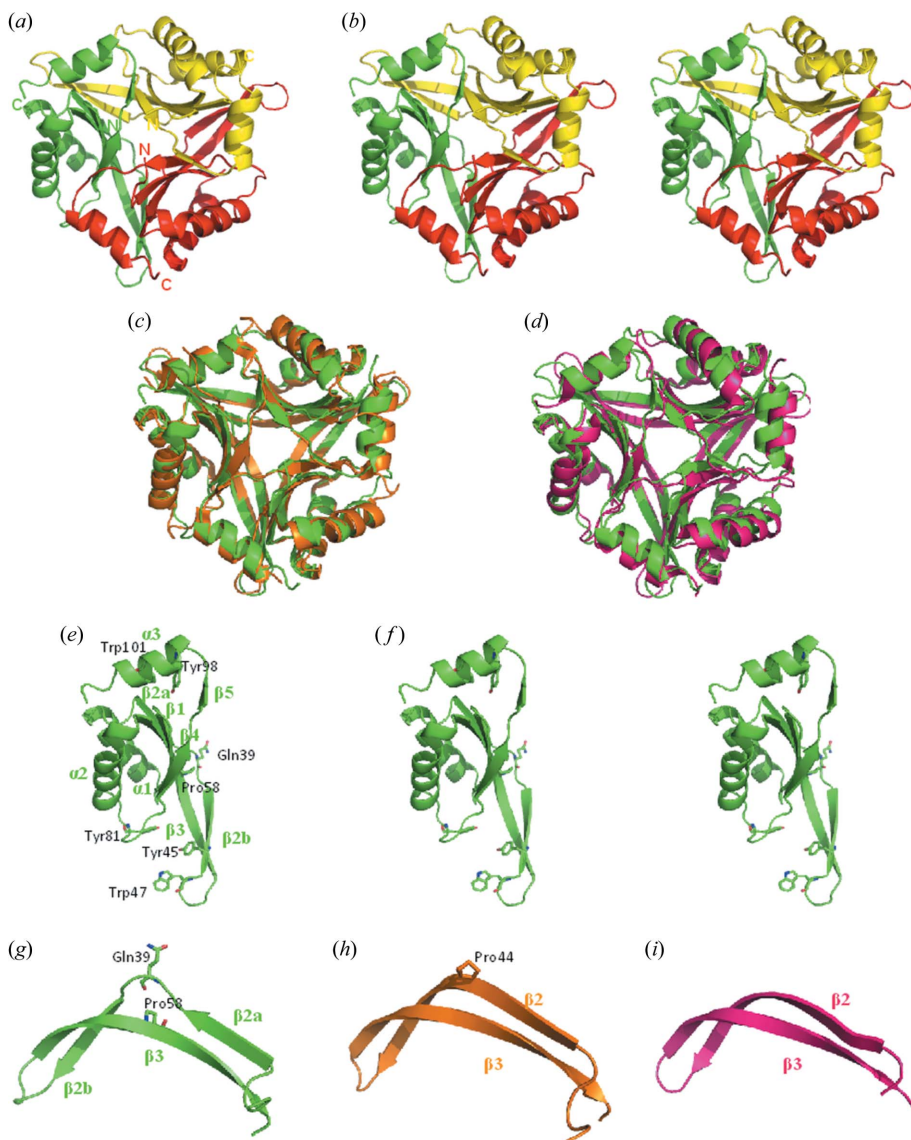 (a)
(b)
C
C
N
N
N
C
(c)
(d)
(e)
(f)
α3
Trp101
Tyr98
β2a
β5
β1
β4
Gln39
α2
α1
Pro58
β3
Tyr81
Tyr45
β2b
Trp47
(g)
(h)
(i)
Gln39
Pro44
Pro58
β2a
β2
β2
β3
β3
β3
β2b